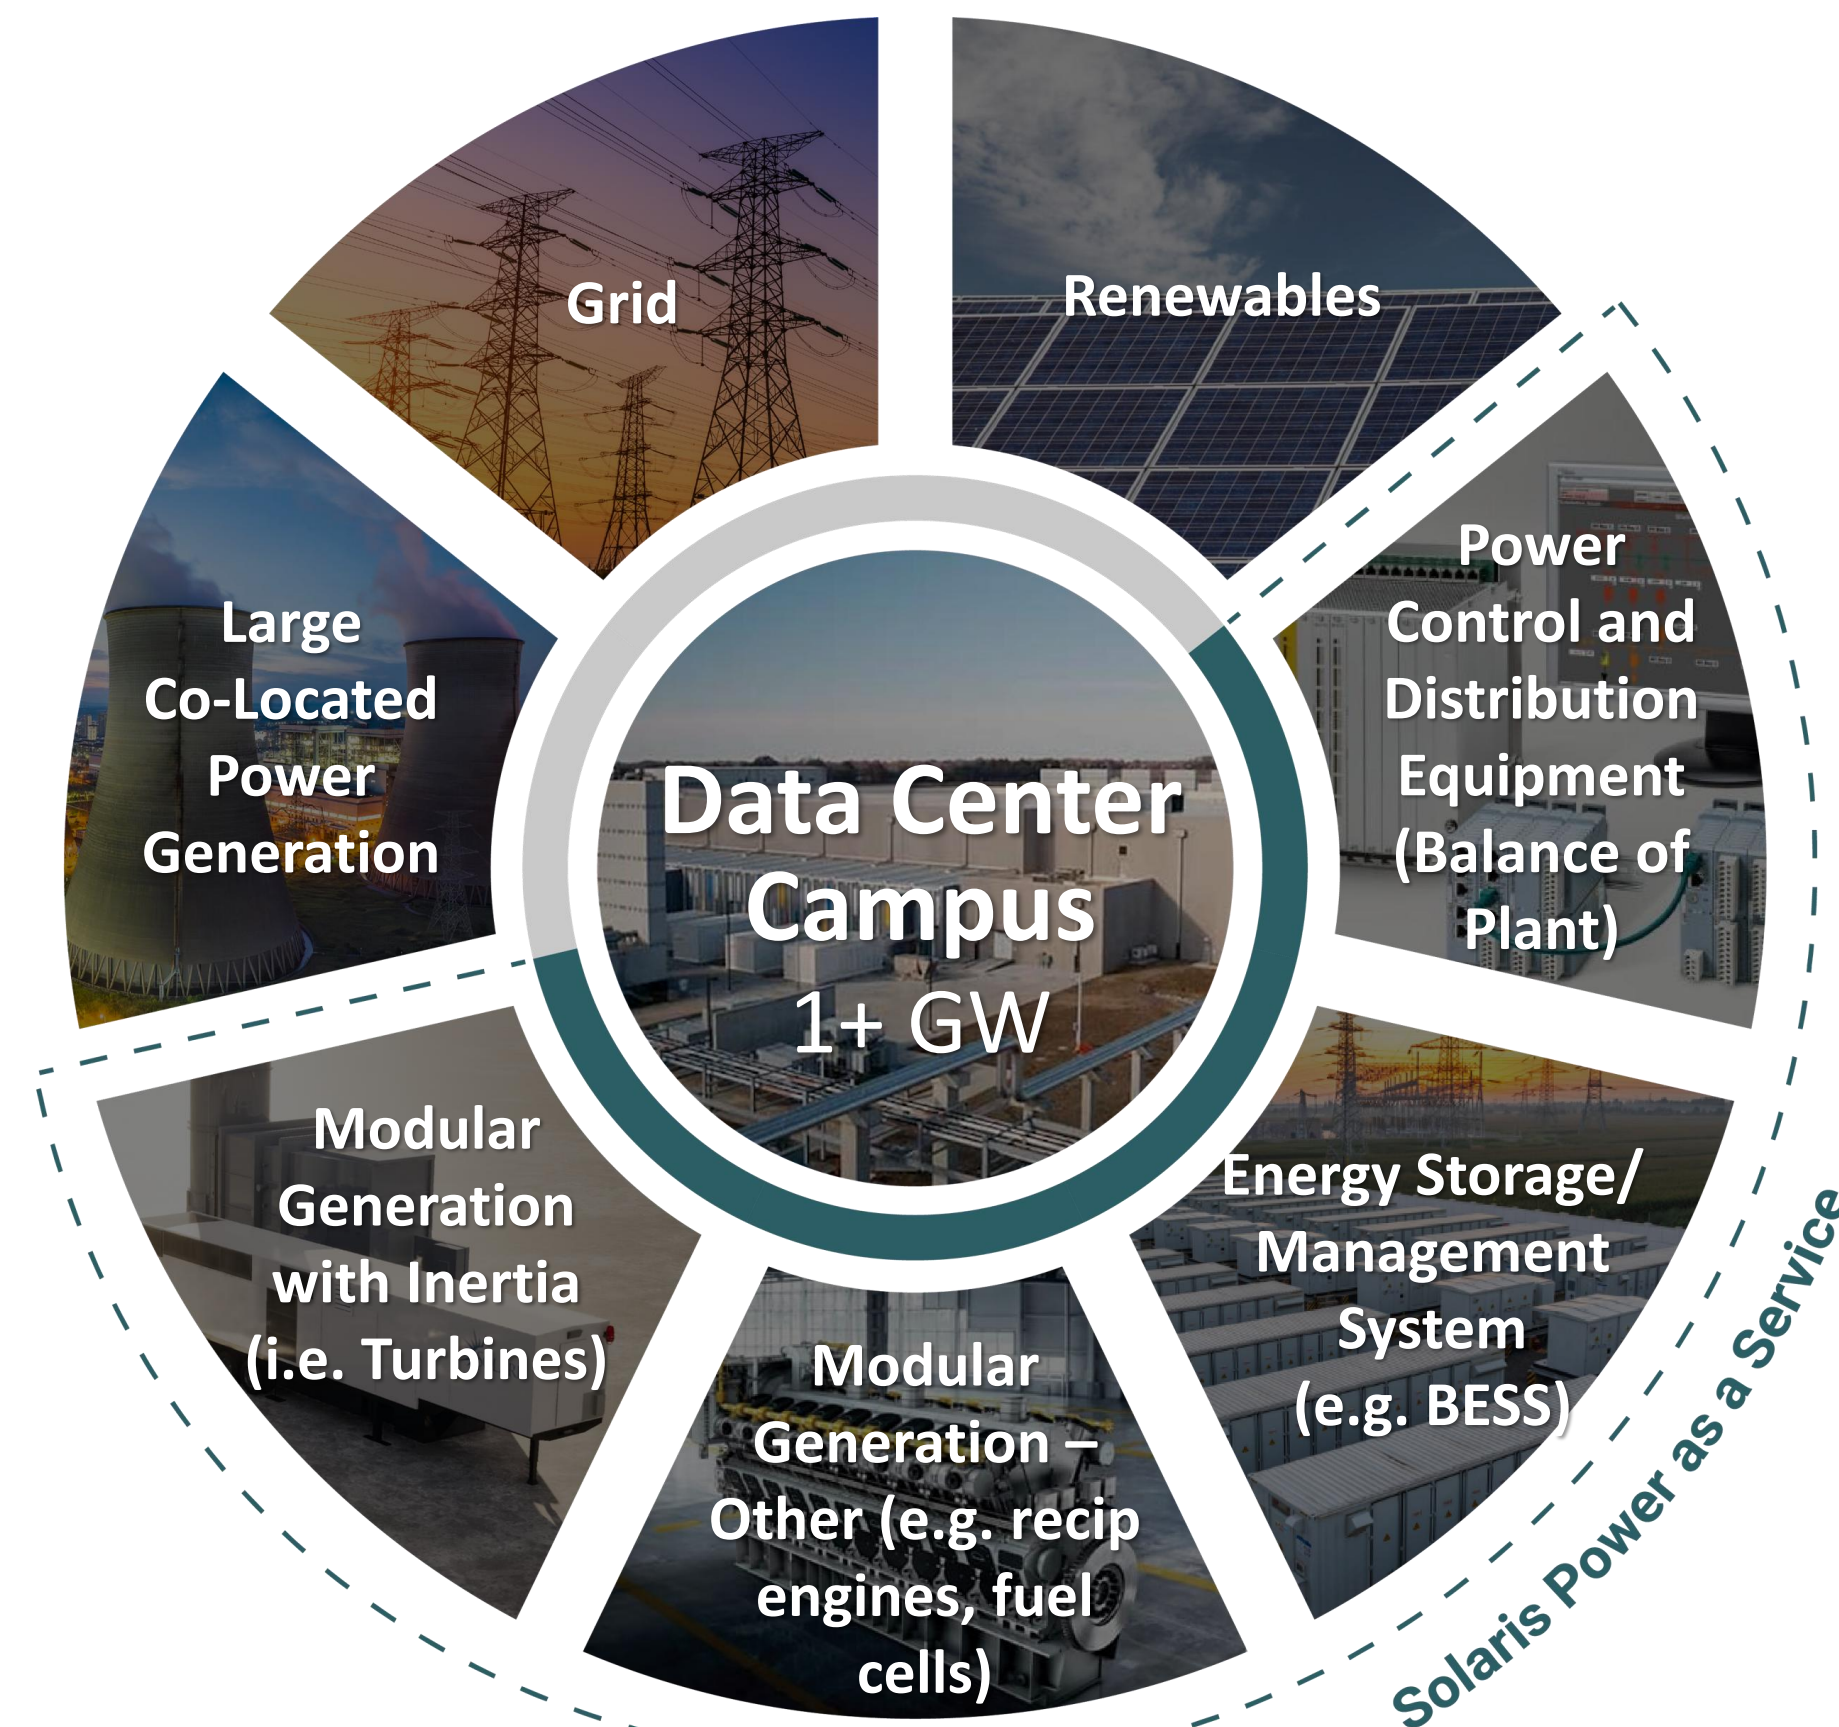 Grid
Renewables
Power
Control and
Distribution
Equipment
(Balance of
Plant)
Large
Co-Located
Power
Generation
Data Center
Campus
1+ GW
Modular
Generation
with Inertia
(i.e. Turbines)
Modular
Generation –
Other (e.g. recip
engines, fuel
cells)
Energy Storage/
Management
System
(e.g. BESS)
Solaris Power as a Service